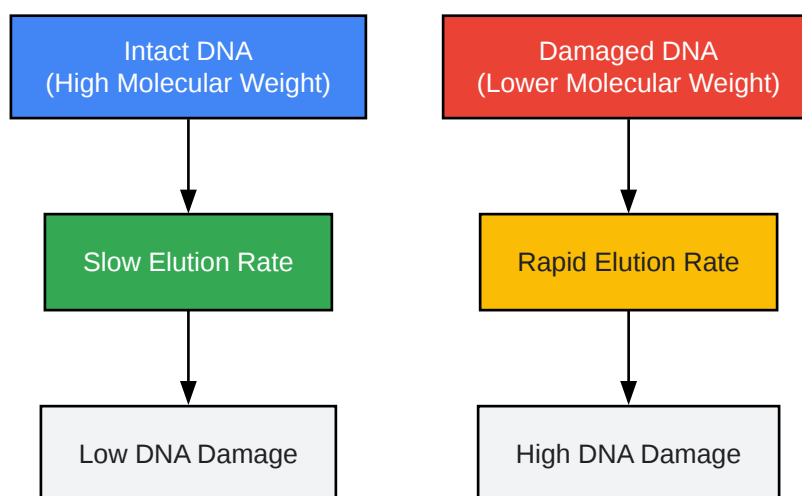 Intact DNA
(High Molecular Weight)
Damaged DNA
(Lower Molecular Weight)
Slow Elution Rate
Rapid Elution Rate
Low DNA Damage
High DNA Damage